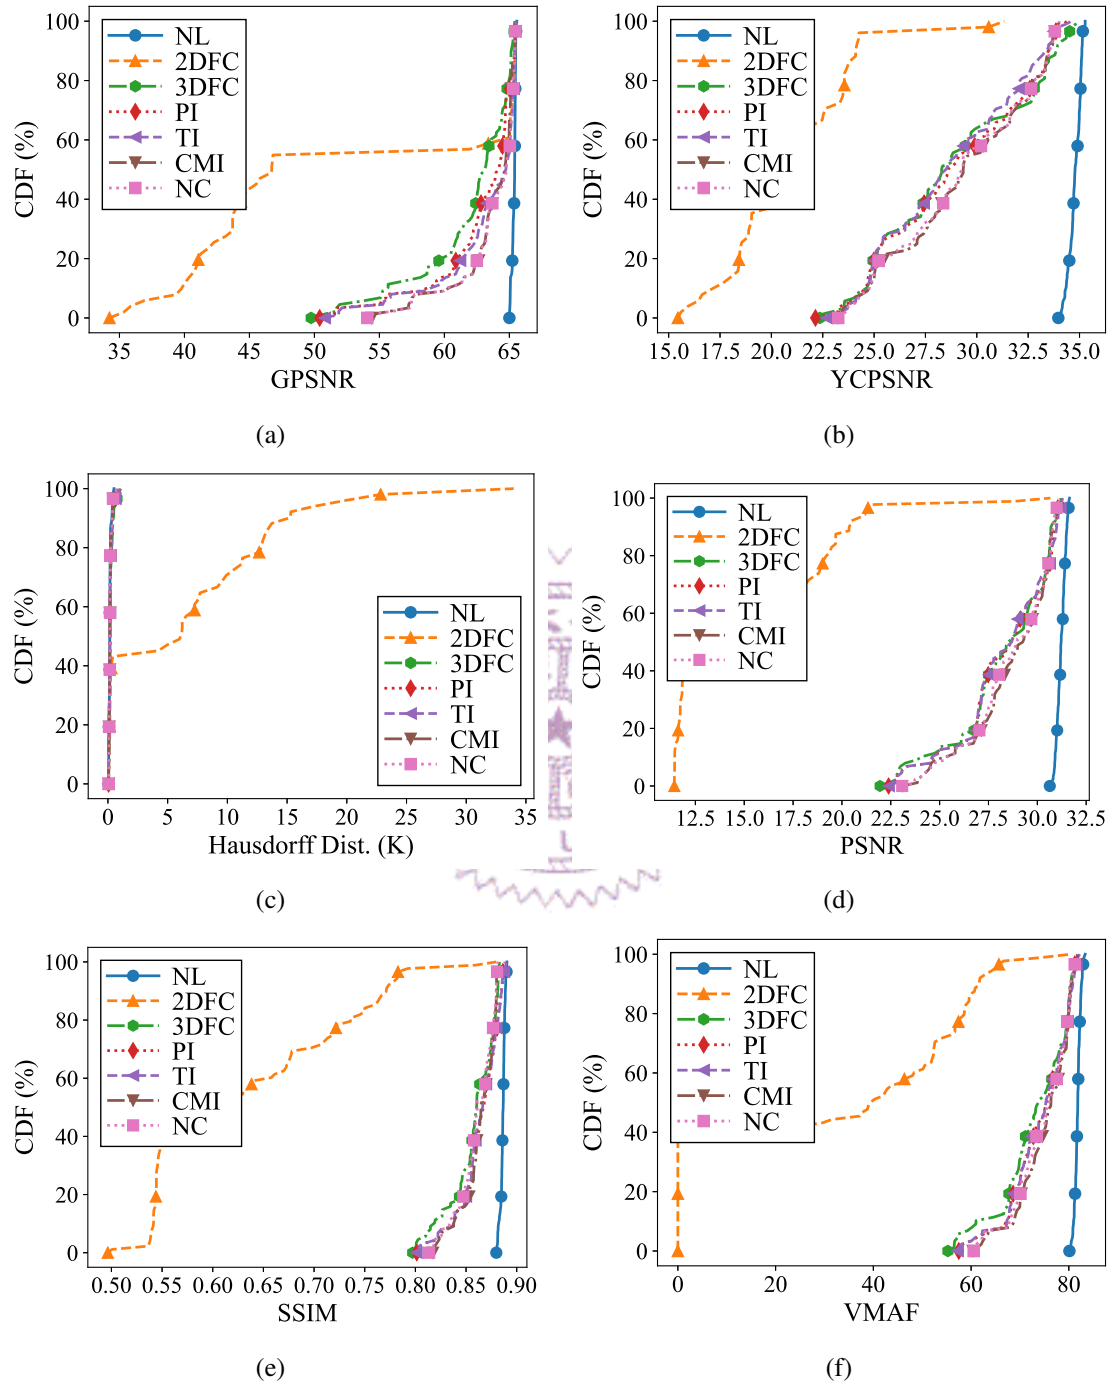 100
80
60
40
20
0
CDF (%)
NL
2DFC
3DFC
PI
TI
CMI
NC
35 40 45 50 55 60 65
GPSNR
(a)
100
80
60
40
20
0
CDF (%)
NL
2DFC
3DFC
PI
TI
CMI
NC
15.0 17.5 20.0 22.5 25.0 27.5 30.0 32.5 35.0
YCPSNR
(b)
100
80
60
40
20
0
CDF (%)
NL
2DFC
3DFC
PI
TI
CMI
NC
0 5 10 15 20 25 30 35
Hausdorff Dist. (K)
(c)
100
80
60
40
20
0
CDF (%)
NL
2DFC
3DFC
PI
TI
CMI
NC
12.5 15.0 17.5 20.0 22.5 25.0 27.5 30.0 32.5
PSNR
(d)
100
80
60
40
20
0
CDF (%)
NL
2DFC
3DFC
PI
TI
CMI
NC
0.50 0.55 0.60 0.65 0.70 0.75 0.80 0.85 0.90
SSIM
(e)
100
80
60
40
20
0
CDF (%)
NL
2DFC
3DFC
PI
TI
CMI
NC
0 20 40 60 80
VMAF
(f)